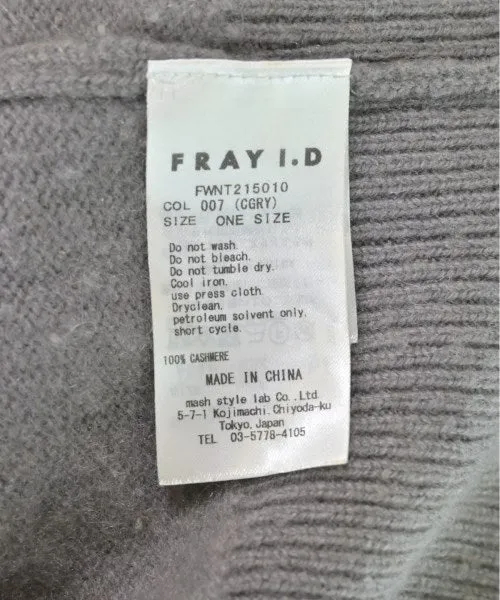 FRAY I.D
FWNT215010
COL 007 (CGRY)
SIZE ONE SIZE
Do not wash.
Do not bleach.
Do not tumble dry.
Cool iron.
use press cloth.
Dryclean.
petroleum solvent only.
short cycle.
100% CASHMERE
MADE IN CHINA
mash style lab Co.,Ltd.
5-7-1 Kojimachi.Chiyoda-ku
Tokyo.Japan
TEL 03-5778-4105